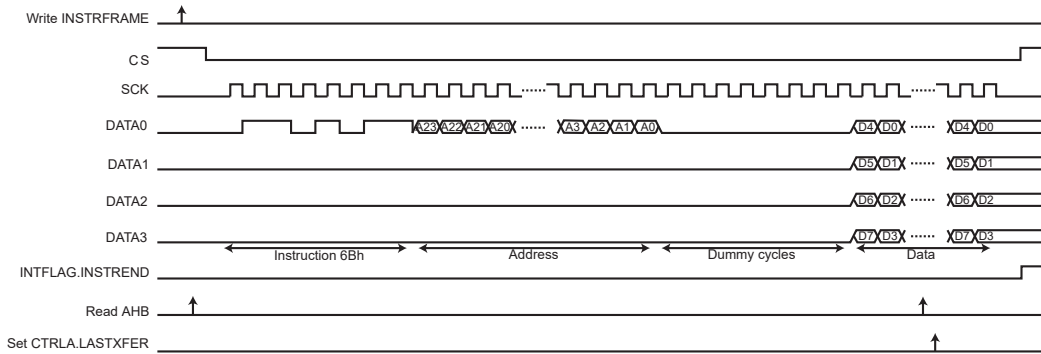 Write INSTRFRAME
CS
SCK
DATA0 A23 A22 A21 A20 A3 A2 A1 A0 D4 D0 D4 D0
DATA1 D5 D1 D5 D1
DATA2 D6 D2 D6 D2
DATA3 D7 D3 D7 D3
Instruction 6Bh Address Dummy cycles Data
INTFLAG.INSTREND
Read AHB
Set CTRLA.LASTXFER